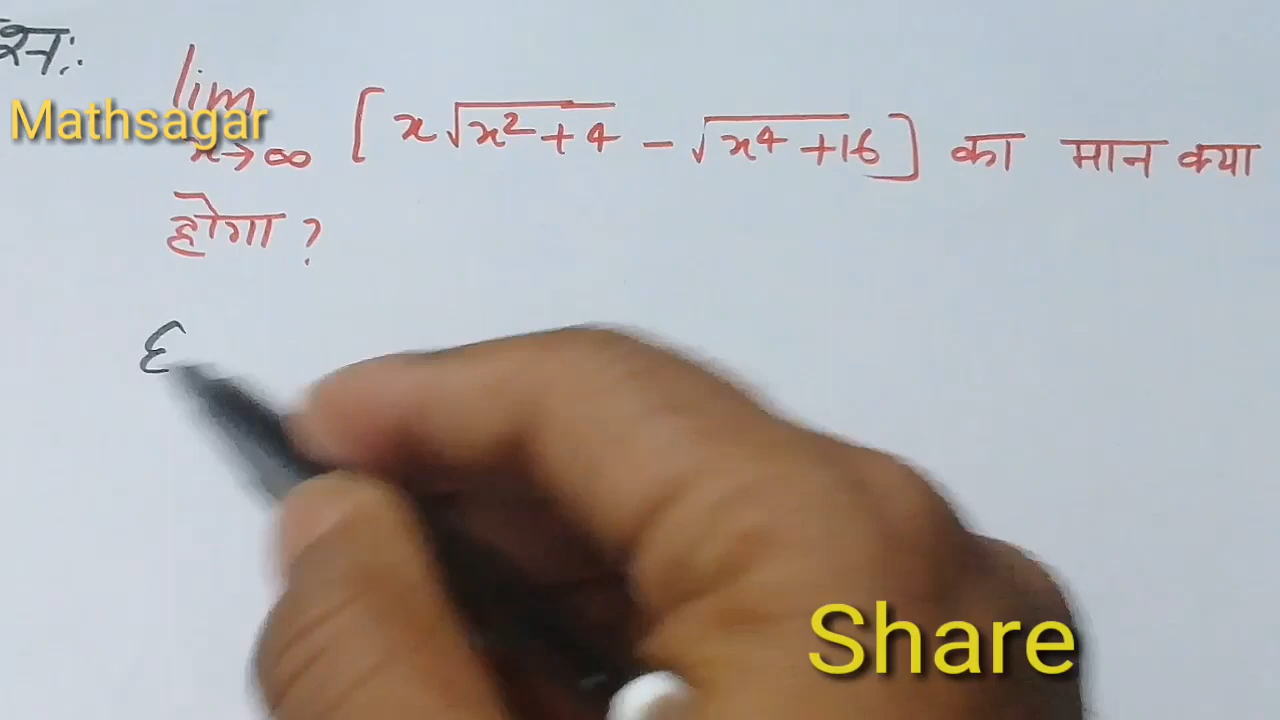 श्न:
lim
Mathsagar
x→∞ [x√x²+4 - √x⁴+16] का मान क्या
होगा?
ह
Share